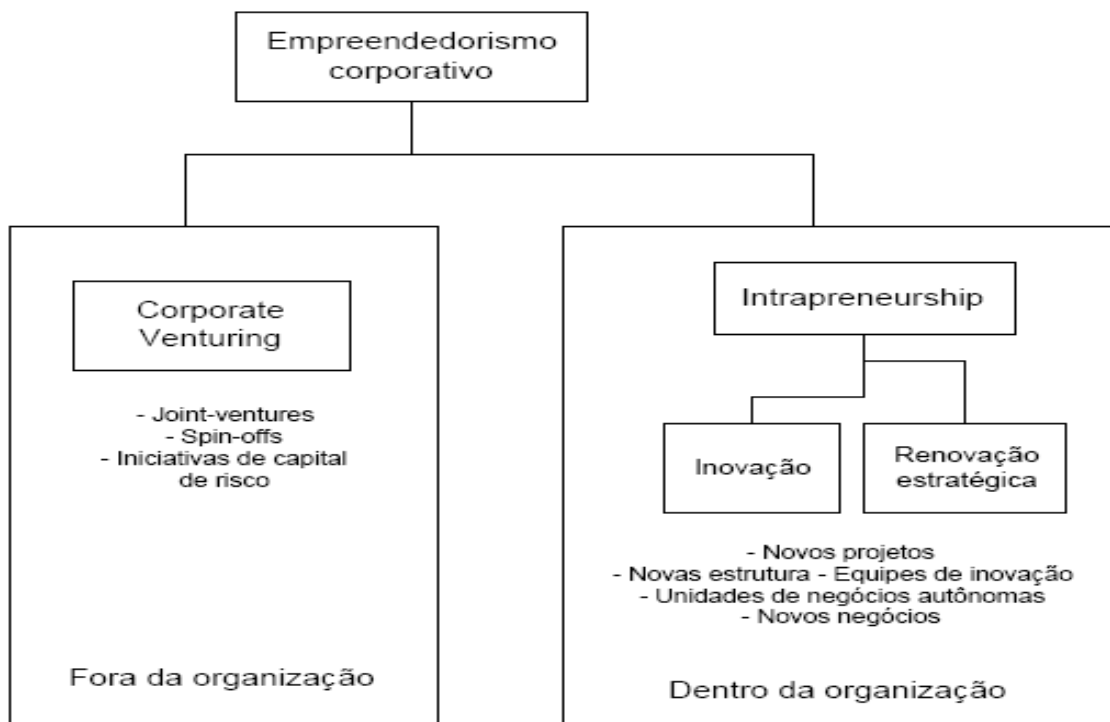 Empreendedorismo
corporativo
Corporate
Venturing
- Joint-ventures
- Spin-offs
- Iniciativas de capital
de risco
Fora da organização
Intrapreneurship
Inovação
Renovação
estratégica
- Novos projetos
- Novas estrutura - Equipes de inovação
- Unidades de negócios autônomas
- Novos negócios
Dentro da organização